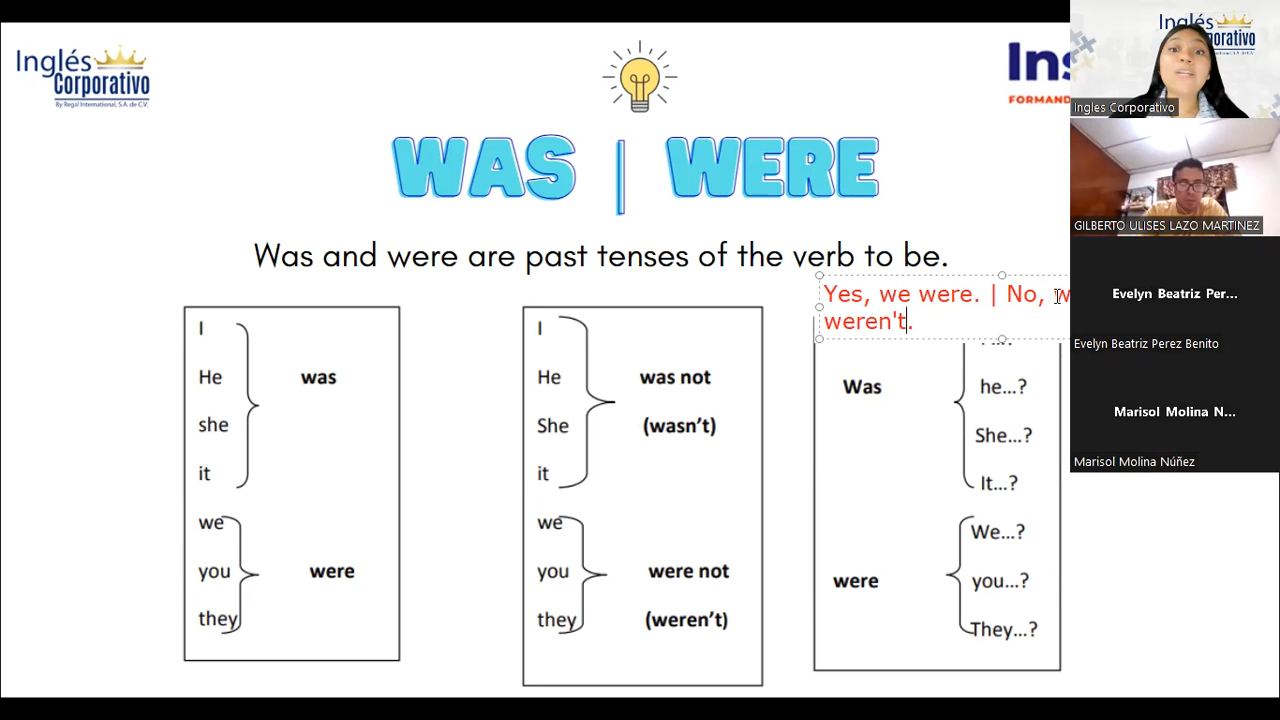 Inglés
Corporativo
By Regal International, S.A. de C.V.
FORMAND
Inglés
Ingles Corporativo
WAS | WERE
GILBERTO ULISES LAZO MARTINEZ
Was and were are past tenses of the verb to be.
Yes, we were. | No,
weren't.
Evelyn Beatriz Per...
Evelyn Beatriz Perez Benito
Marisol Molina N...
Marisol Molina Núñez
I
He
she
it
was
we
you
they
were
I
He
She
it
was not
(wasn't)
we
you
they
were not
(weren't)
Was
he...?
She...?
It...?
were
We...?
you...?
They...?